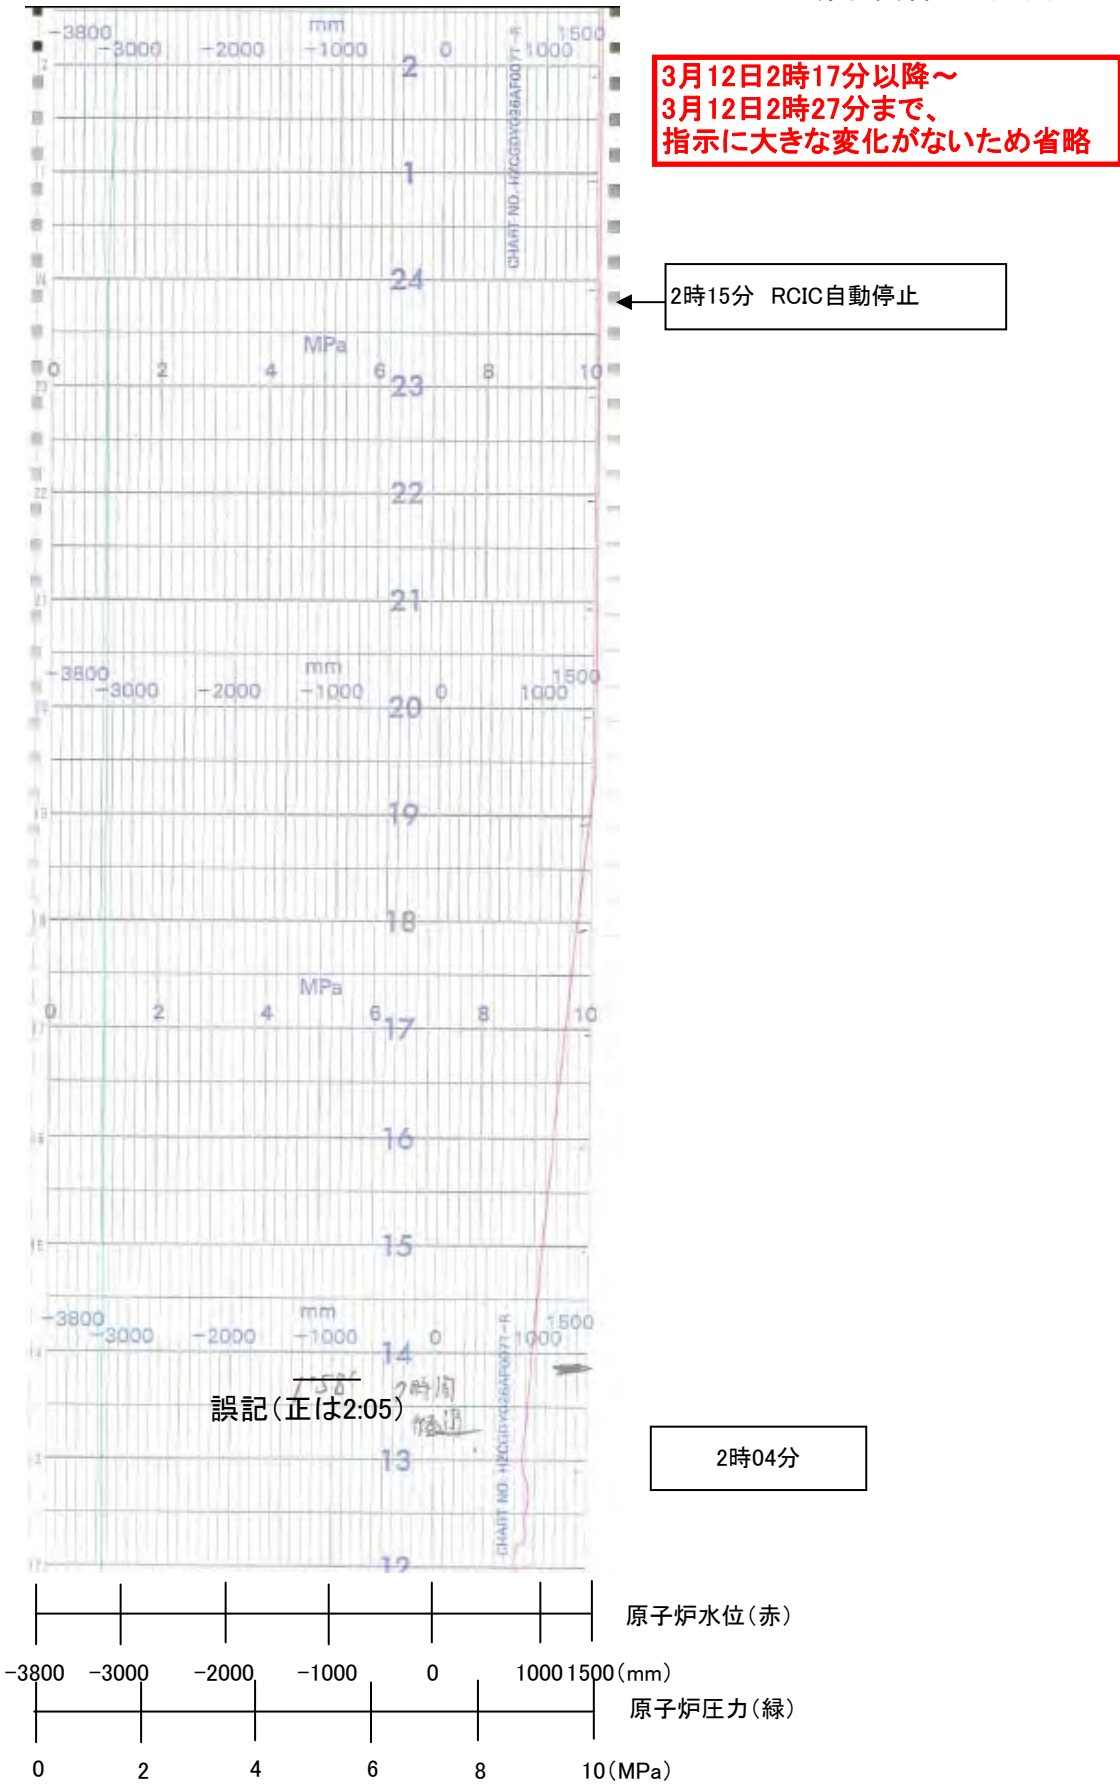 mm
-3800 1500
-3000 -2000 -1000 0 1000
2
3月12日2時17分以降～
3月12日2時27分まで、
指示に大きな変化がないため省略
1
CHART NO. HZCGDY026AF0071-R
24
2時15分 RCIC自動停止
MPa
0 2 4 6 8 10
23
22
21
mm
-3800 1500
-3000 -2000 -1000 0 1000
20
19
18
MPa
0 2 4 6 8 10
17
16
15
mm
-3800 1500
-3000 -2000 -1000 0 1000
14
誤記（正は2:05）
13
CHART NO. HZCGDY026AF0071-R
2時04分
12
原子炉水位（赤）
-3800 -3000 -2000 -1000 0 1000 1500（mm）
原子炉圧力（緑）
0 2 4 6 8 10（MPa）